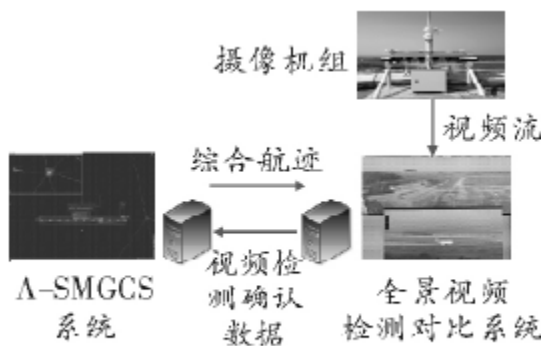 摄像机组
视频流
综合航迹
视频检
测确认
数据
Λ-SMGCS
系统
全景视频
检测对比系统